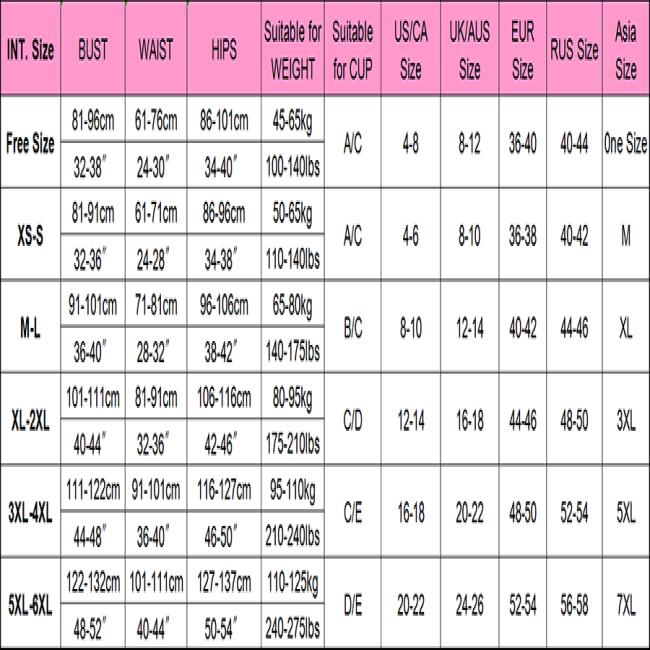 INT. Size BUST WAIST HIPS Suitable for WEIGHT Suitable for CUP US/CA Size UK/AUS Size EUR Size RUS Size Asia Size
Free Size 81-96cm 61-76cm 86-101cm 45-65kg A/C 4-8 8-12 36-40 40-44 One Size
32-38″ 24-30″ 34-40″ 100-140lbs
XS-S 81-91cm 61-71cm 86-96cm 50-65kg A/C 4-6 8-10 36-38 40-42 M
32-36″ 24-28″ 34-38″ 110-140lbs
M-L 91-101cm 71-81cm 96-106cm 65-80kg B/C 8-10 12-14 40-42 44-46 XL
36-40″ 28-32″ 38-42″ 140-175lbs
XL-2XL 101-111cm 81-91cm 106-116cm 80-95kg C/D 12-14 16-18 44-46 48-50 3XL
40-44″ 32-36″ 42-46″ 175-210lbs
3XL-4XL 111-122cm 91-101cm 116-127cm 95-110kg C/E 16-18 20-22 48-50 52-54 5XL
44-48″ 36-40″ 46-50″ 210-240lbs
5XL-6XL 122-132cm 101-111cm 127-137cm 110-125kg D/E 20-22 24-26 52-54 56-58 7XL
48-52″ 40-44″ 50-54″ 240-275lbs